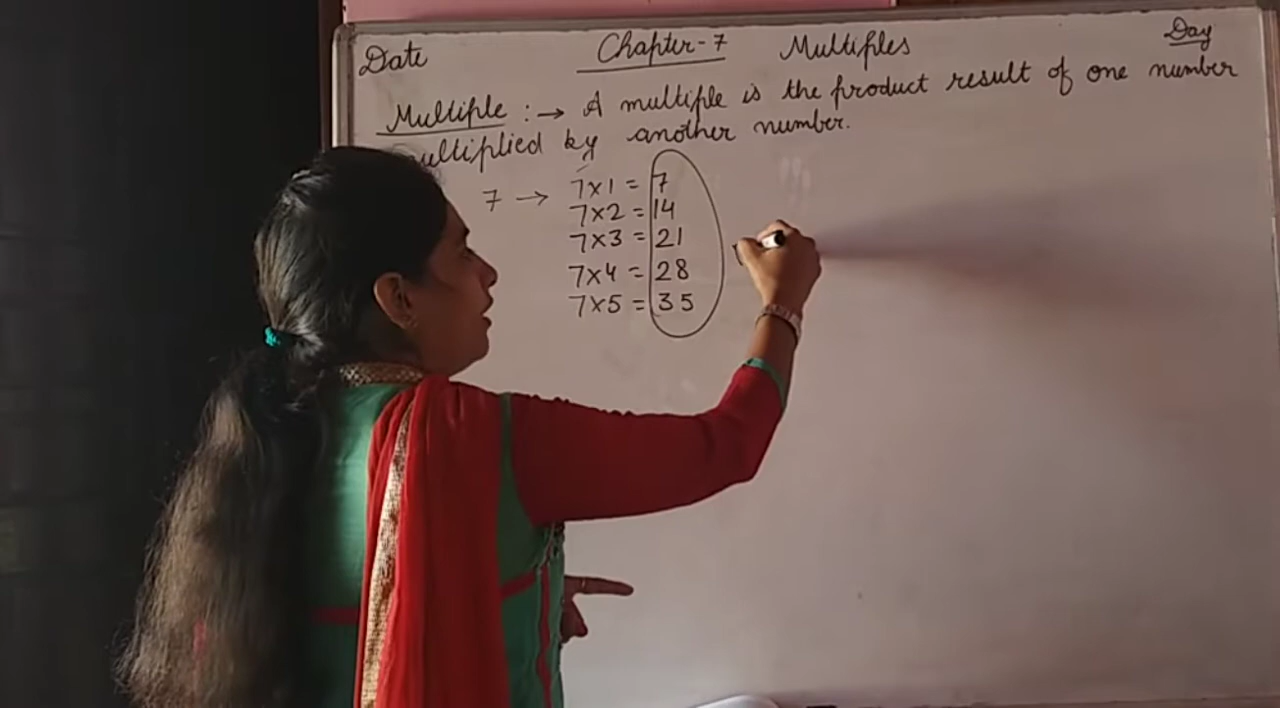 Date Chapter-7 Multiples Day
Multiple :→ A multiple is the product result of one number
multiplied by another number.
7 → 7x1 = 7
7x2 = 14
7x3 = 21
7x4 = 28
7x5 = 35